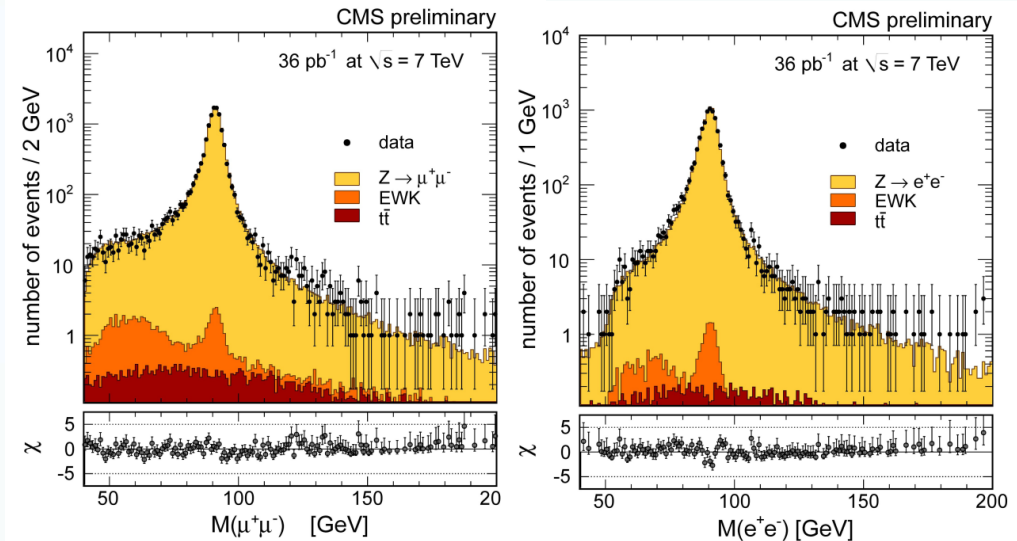 CMS preliminary
36 pb⁻¹ at √s = 7 TeV
number of events / 2 GeV
10⁴
10³
10²
10
1
data
Z → μ⁺μ⁻
EWK
tt̄
χ
5
0
-5
50
100
150
20
M(μ⁺μ⁻) [GeV]
CMS preliminary
36 pb⁻¹ at √s = 7 TeV
number of events / 1 GeV
10⁴
10³
10²
10
1
data
Z → e⁺e⁻
EWK
tt̄
χ
5
0
-5
50
100
150
200
M(e⁺e⁻) [GeV]